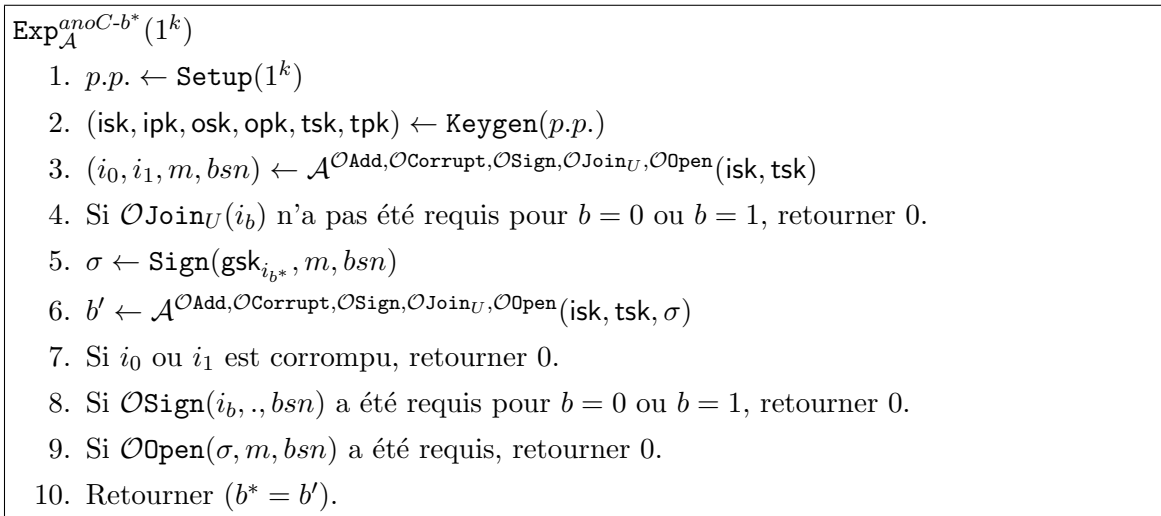 Exp_A^{anoC-b*}(1^k)
1. p.p. ← Setup(1^k)
2. (isk, ipk, osk, opk, tsk, tpk) ← Keygen(p.p.)
3. (i_0, i_1, m, bsn) ← A^{OAdd,OCorrupt,OSign,OJoin_U,OOpen}(isk, tsk)
4. Si OJoin_U(i_b) n'a pas été requis pour b = 0 ou b = 1, retourner 0.
5. σ ← Sign(gsk_{i_{b*}}, m, bsn)
6. b′ ← A^{OAdd,OCorrupt,OSign,OJoin_U,OOpen}(isk, tsk, σ)
7. Si i_0 ou i_1 est corrompu, retourner 0.
8. Si OSign(i_b, ., bsn) a été requis pour b = 0 ou b = 1, retourner 0.
9. Si OOpen(σ, m, bsn) a été requis, retourner 0.
10. Retourner (b* = b′).